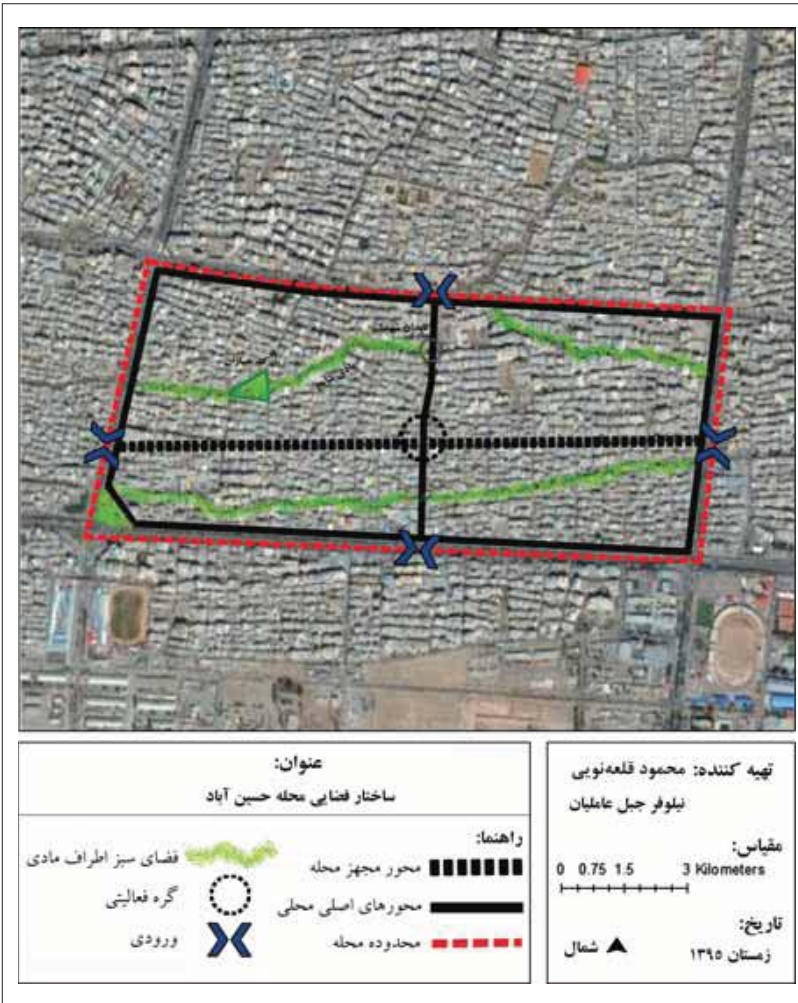 عنوان:
ساختار فضایی محله حسین آباد
راهنما:
محور مجهز محله
محورهای اصلی محلی
محدوده محله
فضای سبز اطراف مادی
گره فعالیتی
ورودی
تهیه کننده: محمود قلعه‌نویی
نیلوفر جبل عاملیان
مقیاس:
0 0.75 1.5 3 Kilometers
تاریخ:
زمستان ۱۳۹۵
شمال